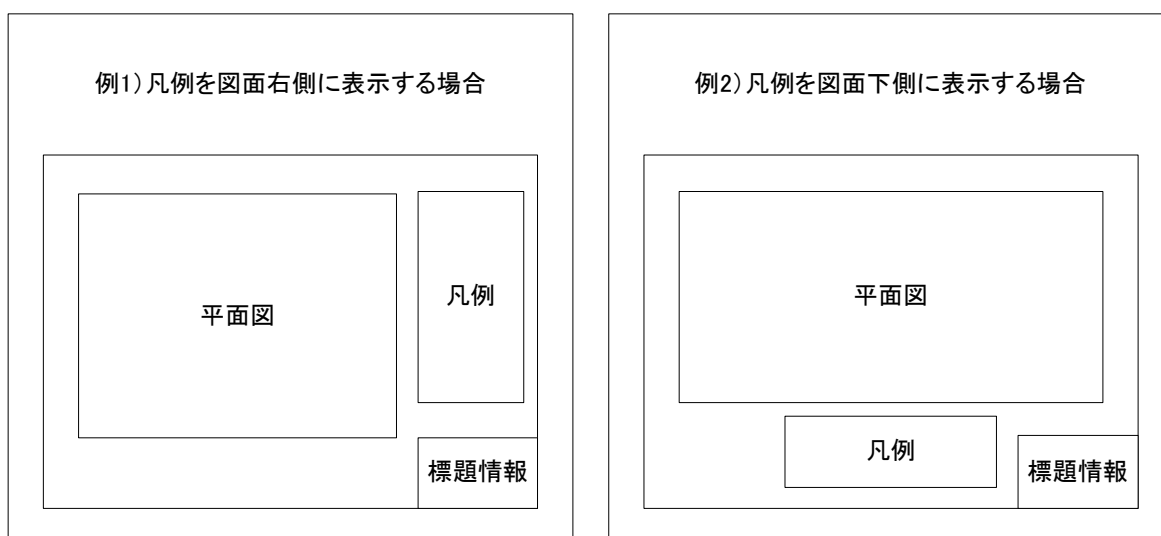 例1）凡例を図面右側に表示する場合
平面図
凡例
標題情報
例2）凡例を図面下側に表示する場合
平面図
凡例
標題情報